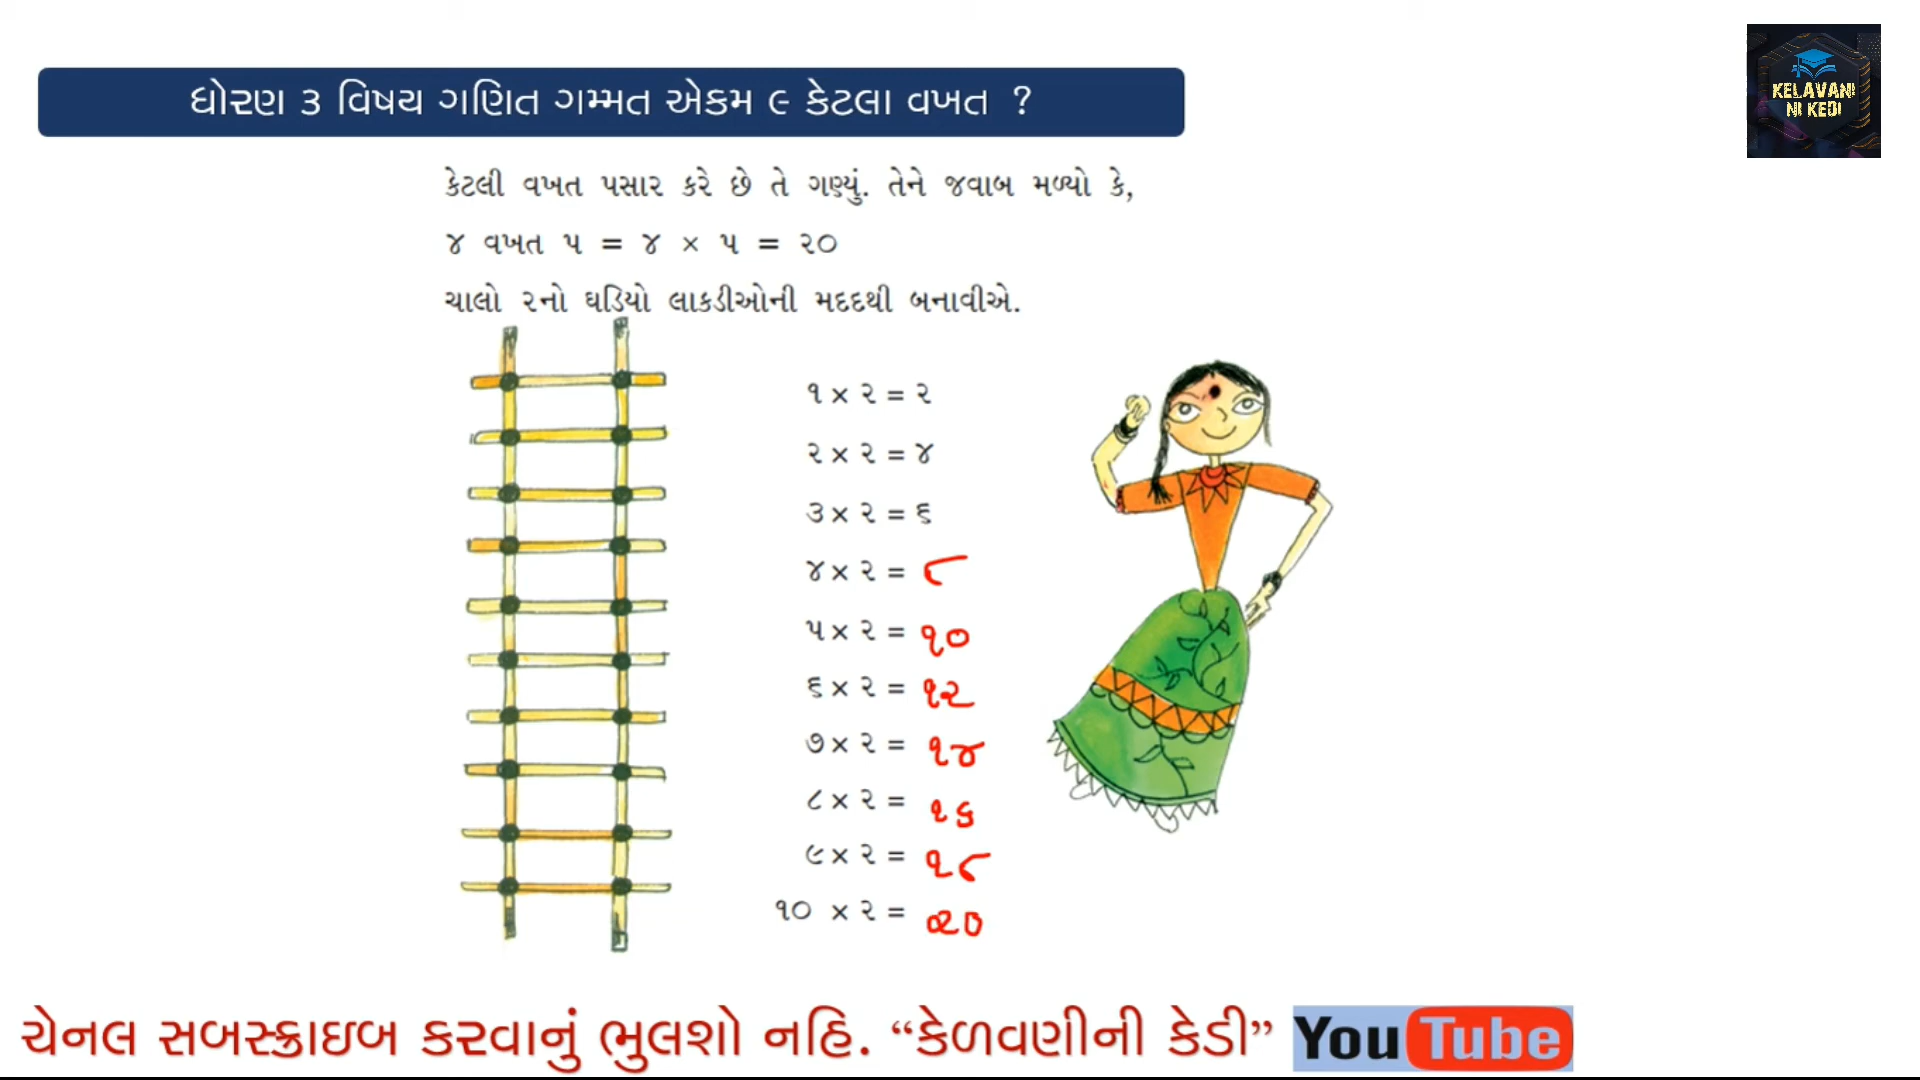 ધોરણ ૩ વિષય ગણિત ગમ્મત એકમ ૯ કેટલા વખત ?
KELAVANI
NI KEDI
કેટલી વખત પસાર કરે છે તે ગણ્યું. તેને જવાબ મળ્યો કે,
૪ વખત ૫ = ૪ × ૫ = ૨૦
ચાલો ૨નો ઘડિયો લાકડીઓની મદદથી બનાવીએ.
૧ × ૨ = ૨
૨ × ૨ = ૪
૩ × ૨ = ૬
૪ × ૨ = ૮
૫ × ૨ = ૧૦
૬ × ૨ = ૧૨
૭ × ૨ = ૧૪
૮ × ૨ = ૧૬
૯ × ૨ = ૧૮
૧૦ × ૨ = ૨૦
ચેનલ સબસ્ક્રાઇબ કરવાનું ભુલશો નહિ. “કેળવણીની કેડી” YouTube